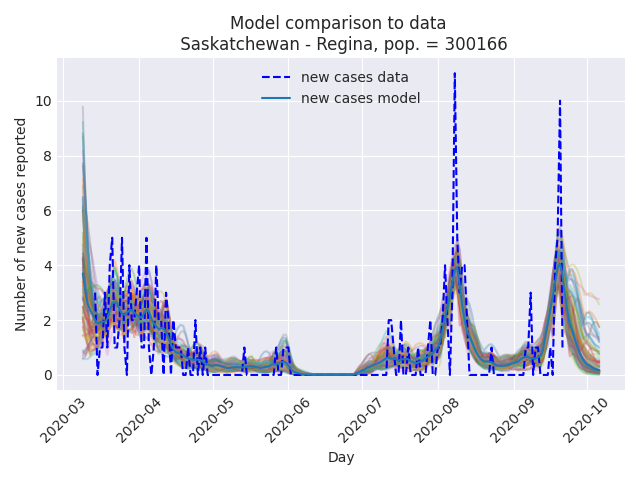 Model comparison to data
Saskatchewan - Regina, pop. = 300166
new cases data
new cases model
Number of new cases reported
10
8
6
4
2
0
2020-03
2020-04
2020-05
2020-06
2020-07
2020-08
2020-09
2020-10
Day